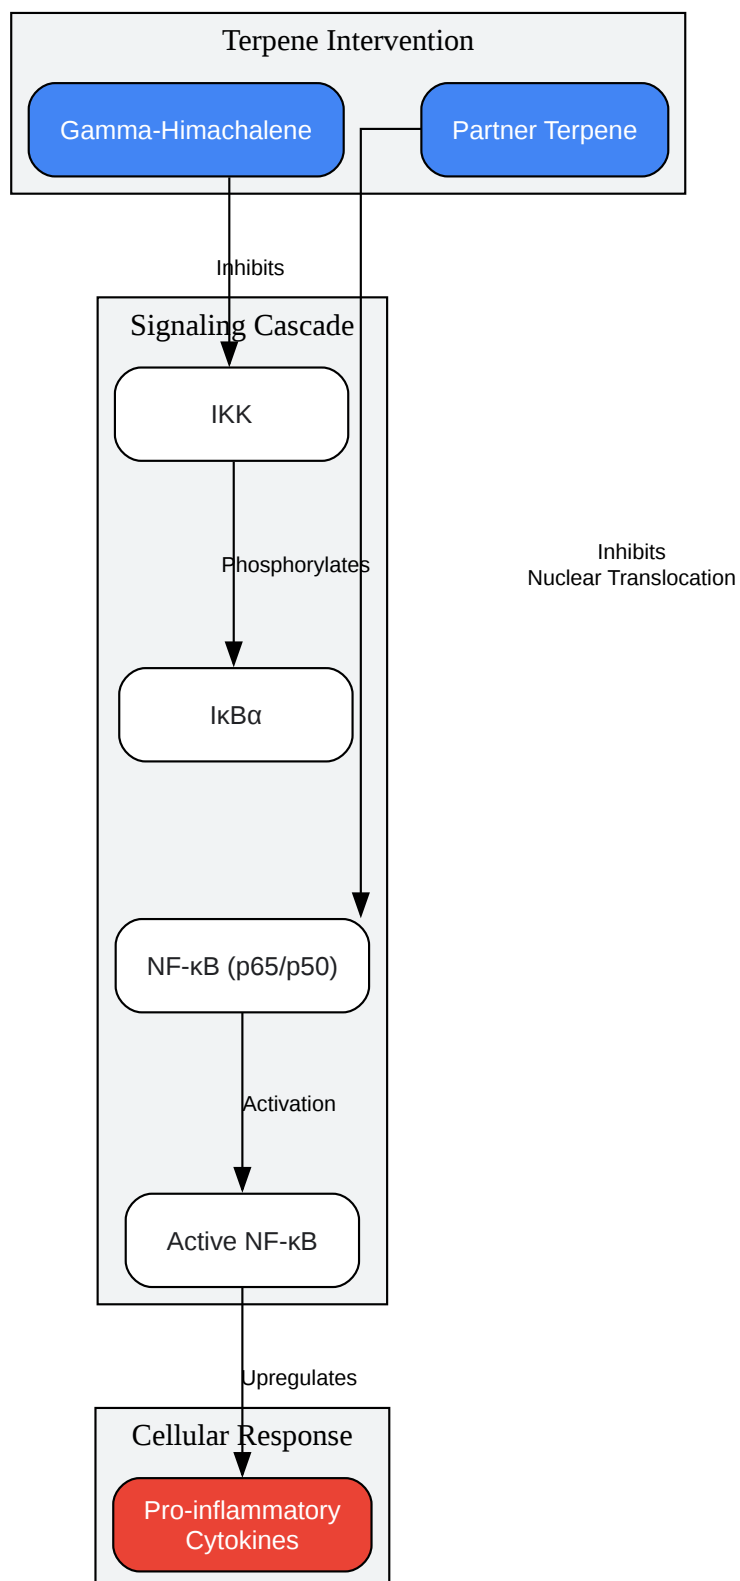 Terpene Intervention
Gamma-Himachalene
Partner Terpene
Inhibits
Signaling Cascade
IKK
Inhibits
Nuclear Translocation
Phosphorylates
IκBα
NF-κB (p65/p50)
Activation
Active NF-κB
Upregulates
Cellular Response
Pro-inflammatory
Cytokines